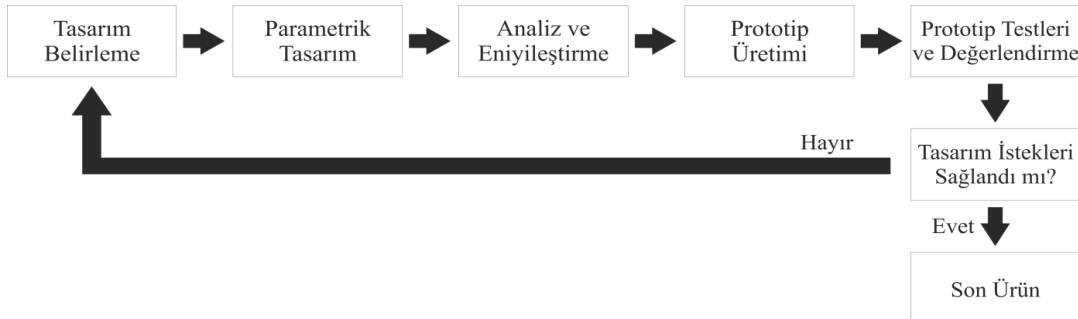 Tasarım
Belirleme
Parametrik
Tasarım
Analiz ve
Eniyileştirme
Prototip
Üretimi
Prototip Testleri
ve Değerlendirme
Hayır
Tasarım İstekleri
Sağlandı mı?
Evet
Son Ürün